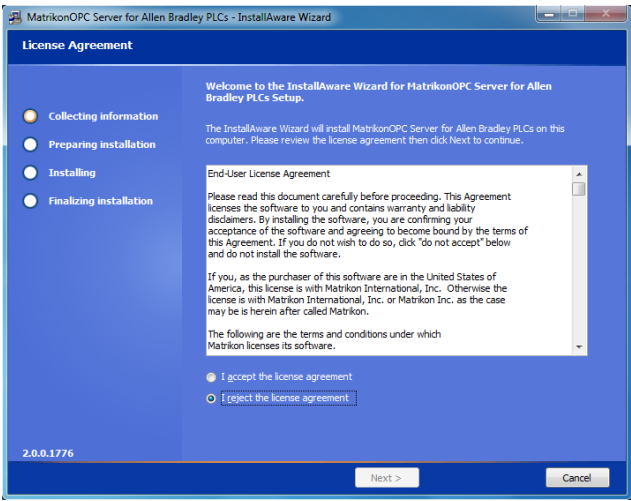 MatrikonOPC Server for Allen Bradley PLCs - InstallAware Wizard
License Agreement
Welcome to the InstallAware Wizard for MatrikonOPC Server for Allen
Bradley PLCs Setup.
Collecting information
Preparing installation
Installing
Finalizing installation
The InstallAware Wizard will install MatrikonOPC Server for Allen Bradley PLCs on this
computer. Please review the license agreement then click Next to continue.
End-User License Agreement
Please read this document carefully before proceeding. This Agreement
licenses the software to you and contains warranty and liability
disclaimers. By installing the software, you are confirming your
acceptance of the software and agreeing to become bound by the terms of
this Agreement. If you do not wish to do so, click "do not accept" below
and do not install the software.
If you, as the purchaser of this software are in the United States of
America, this license is with Matrikon International, Inc. Otherwise the
license is with Matrikon International, Inc. or Matrikon Inc. as the case
may be is herein after called Matrikon.
The following are the terms and conditions under which
Matrikon licenses its software.
I accept the license agreement
I reject the license agreement
2.0.0.1776
Next >
Cancel